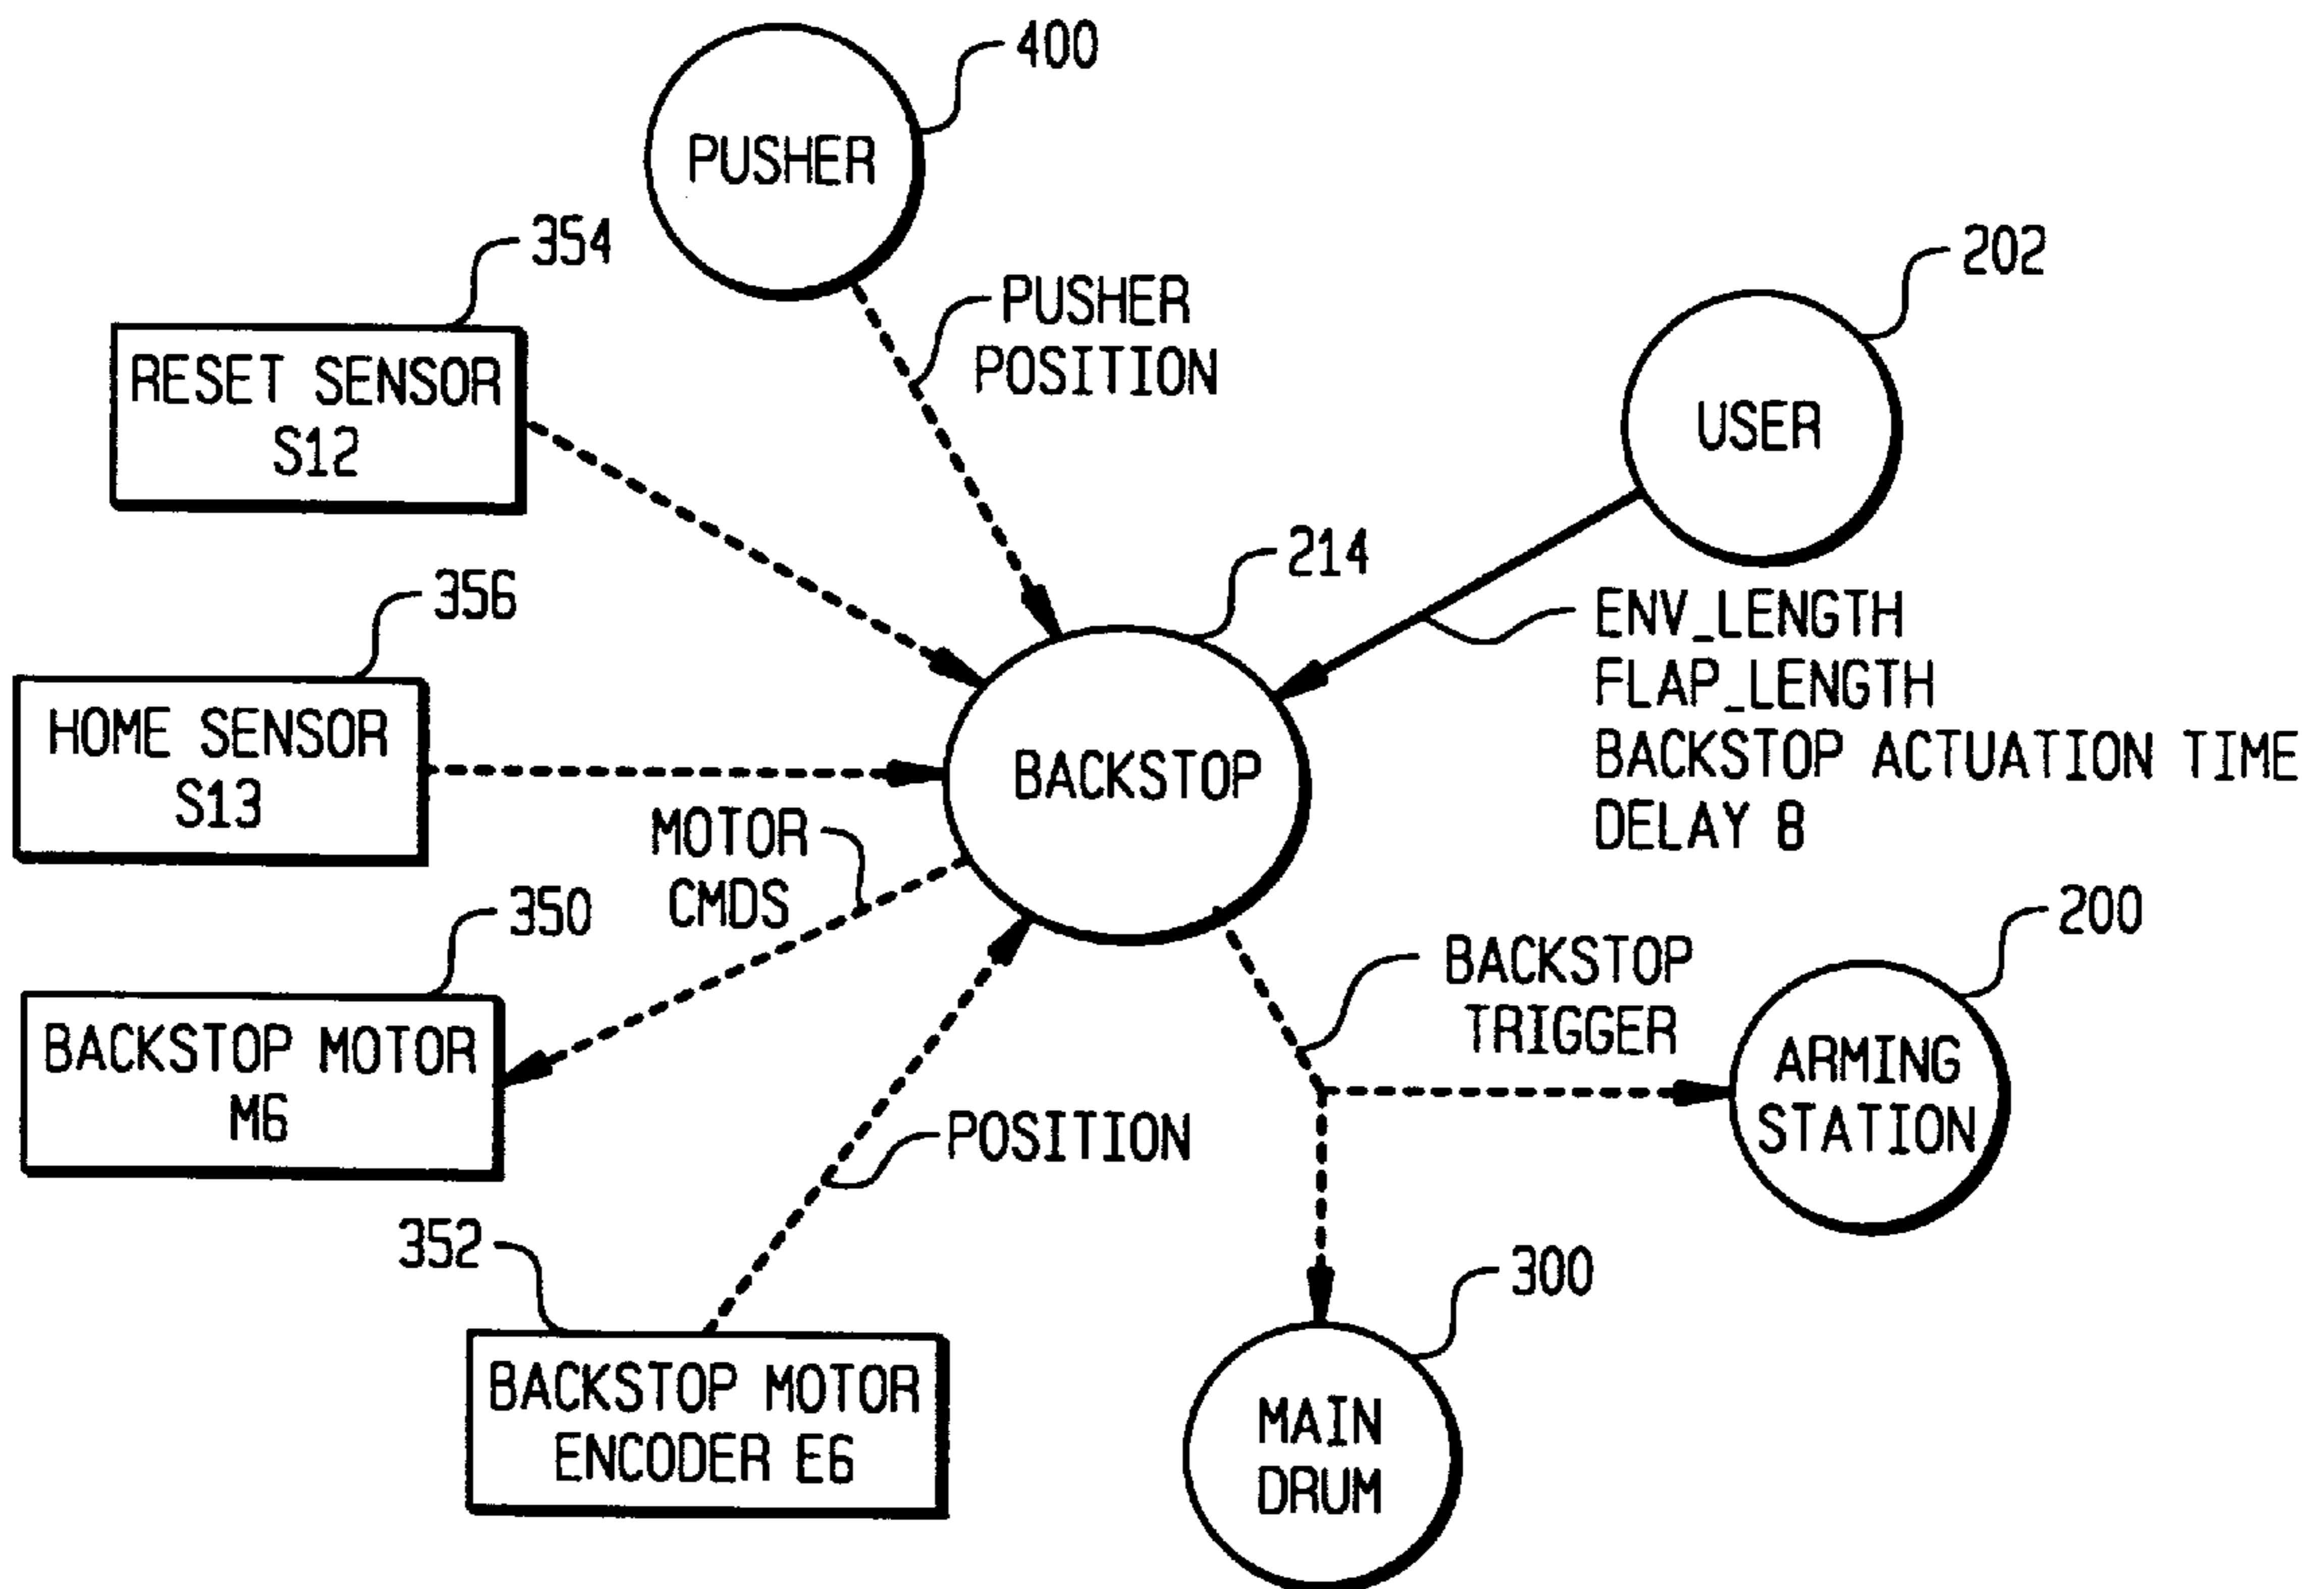 400
PUSHER
354
202
PUSHER
POSITION
RESET SENSOR
S12
USER
214
356
ENV_LENGTH
FLAP_LENGTH
BACKSTOP ACTUATION TIME
DELAY 8
HOME SENSOR
S13
BACKSTOP
MOTOR
CMDS
350
200
BACKSTOP
TRIGGER
BACKSTOP MOTOR
M6
ARMING
STATION
POSITION
352
300
BACKSTOP MOTOR
ENCODER E6
MAIN
DRUM